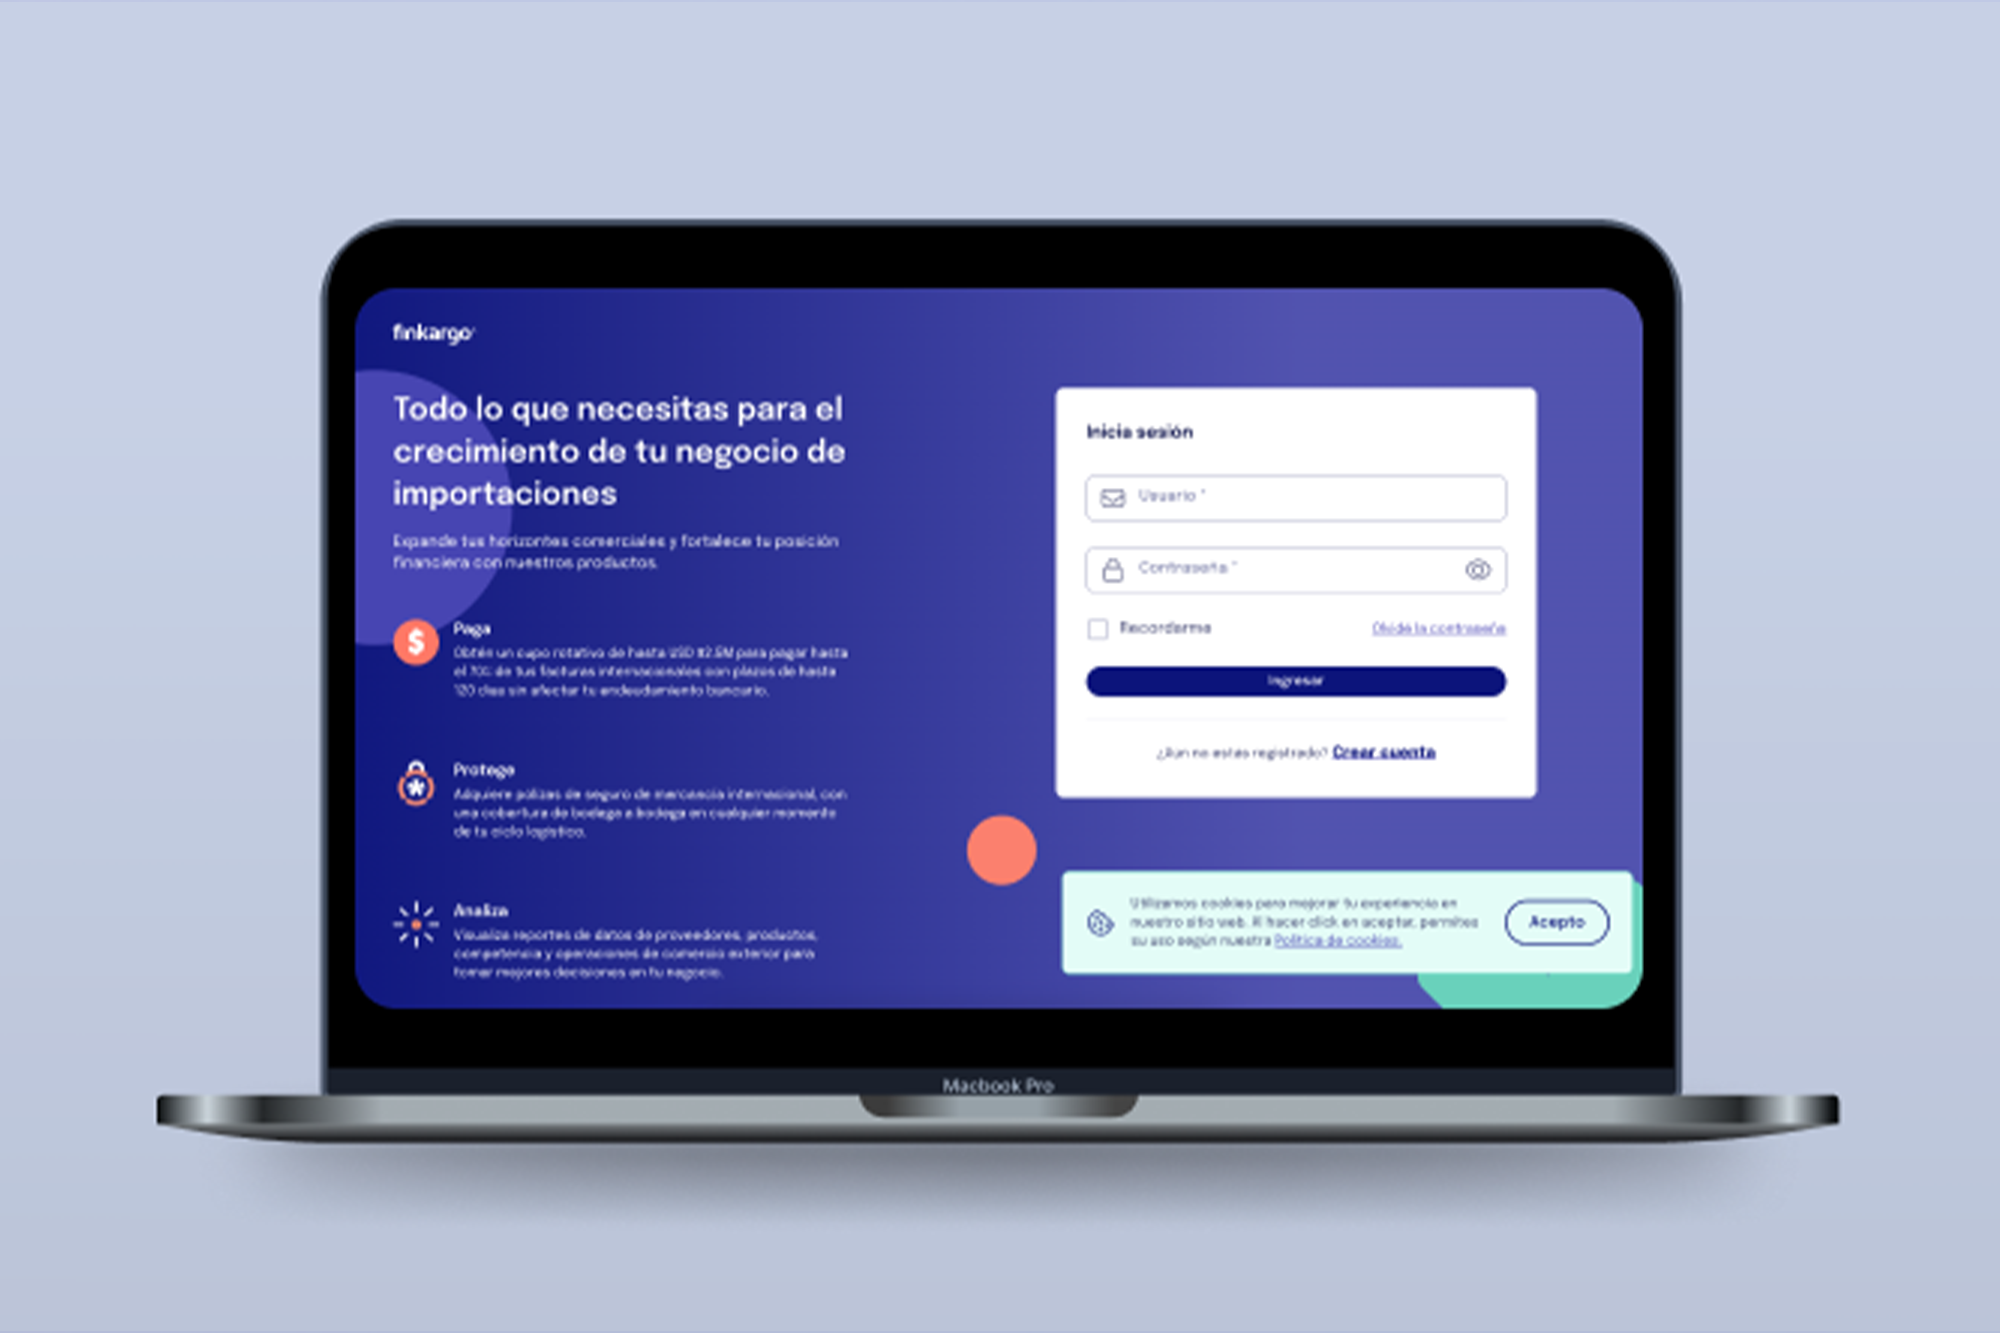 finkargo
Todo lo que necesitas para el
crecimiento de tu negocio de
importaciones
Expande tus horizontes comerciales y fortalece tu posición
financiera con nuestros productos.
Paga
Obtén un cupo rotativo de hasta USD $2.5M para pagar hasta
el 70% de tus facturas internacionales con plazos de hasta
120 días sin afectar tu endeudamiento bancario.
Protege
Adquiere pólizas de seguro de mercancía internacional, con
una cobertura de bodega a bodega en cualquier momento
de tu ciclo logístico.
Analiza
Visualiza reportes de datos de proveedores, productos,
competencia y operaciones de comercio exterior para
tomar mejores decisiones en tu negocio.
Inicia sesión
Usuario *
Contraseña *
Recordarme
Olvidé la contraseña
Ingresar
¿Aun no estás registrado? Crear cuenta
Utilizamos cookies para mejorar tu experiencia en
nuestro sitio web. Al hacer click en aceptar, permites
su uso según nuestra Política de cookies.
Acepto
Macbook Pro